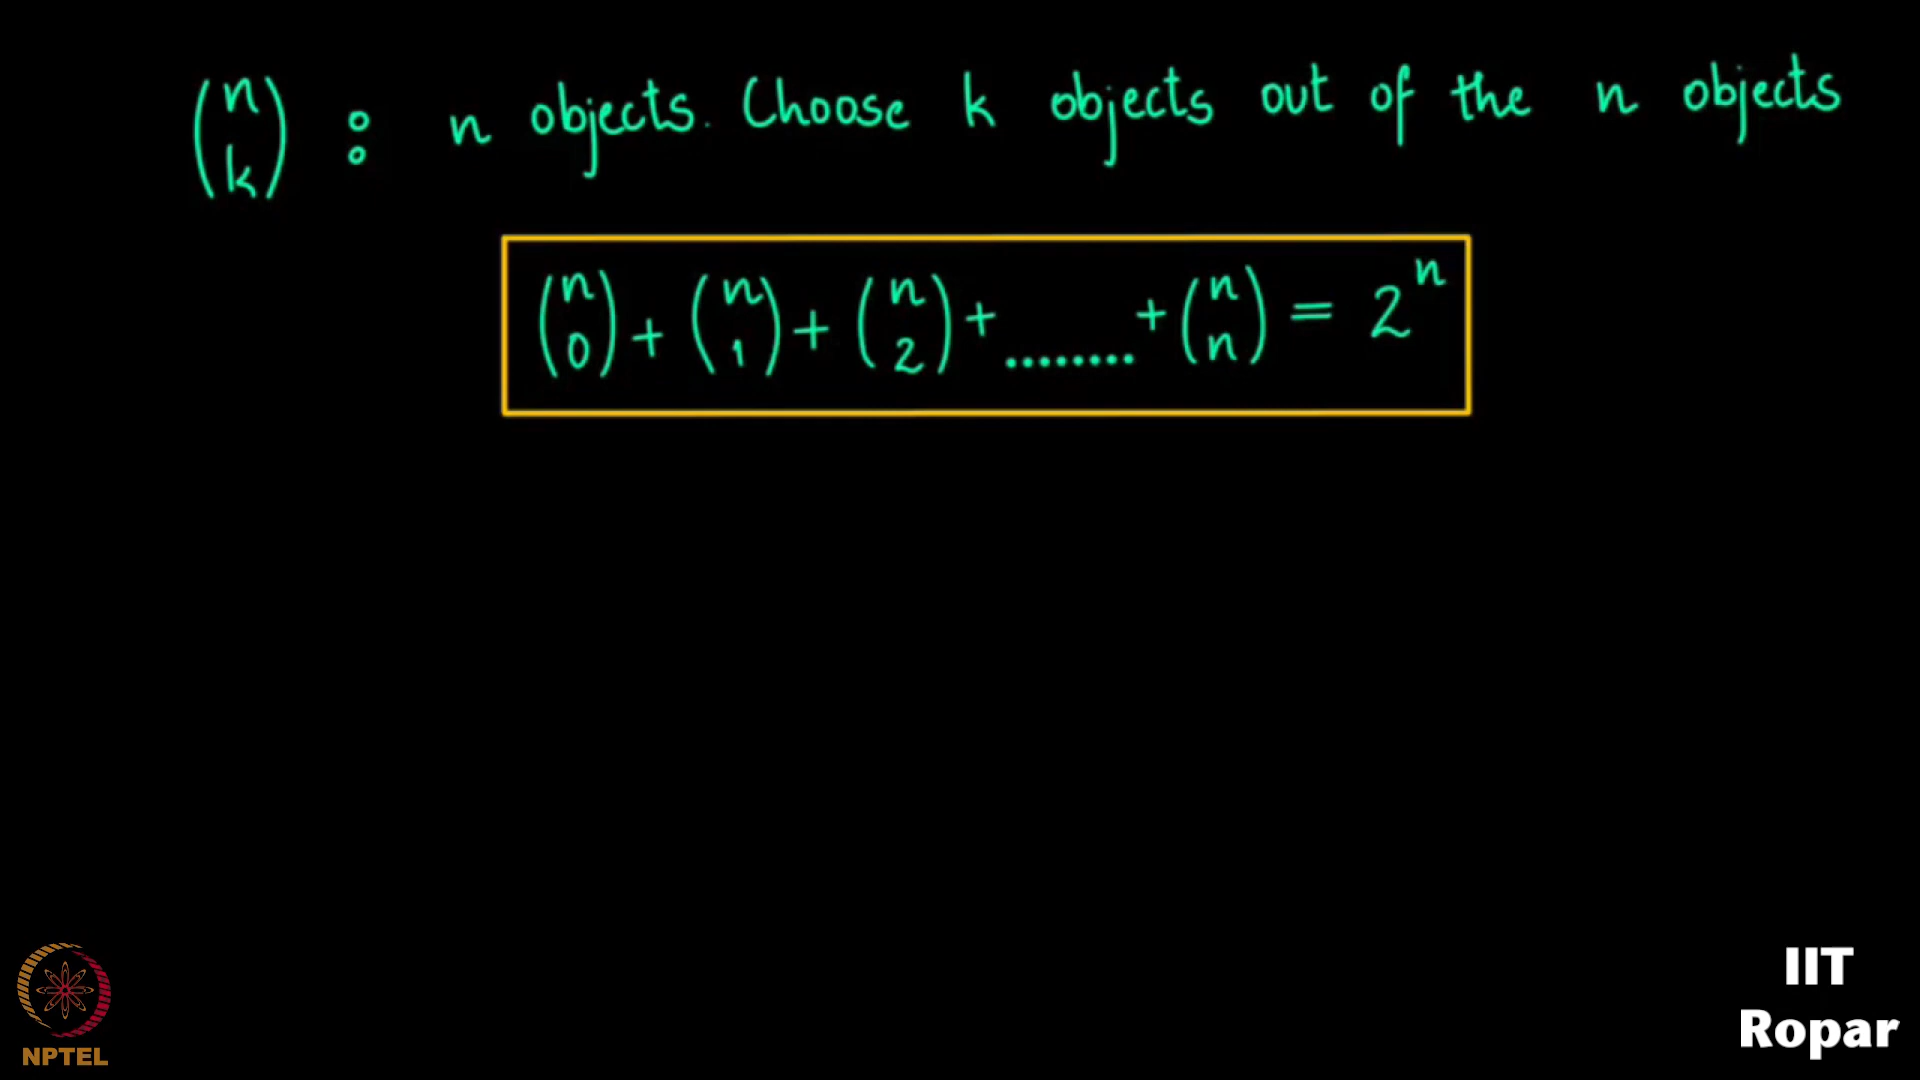 (n k) : n objects. Choose k objects out of the n objects
(n 0) + (n 1) + (n 2) + ........ + (n n) = 2^n
NPTEL
IIT
Ropar